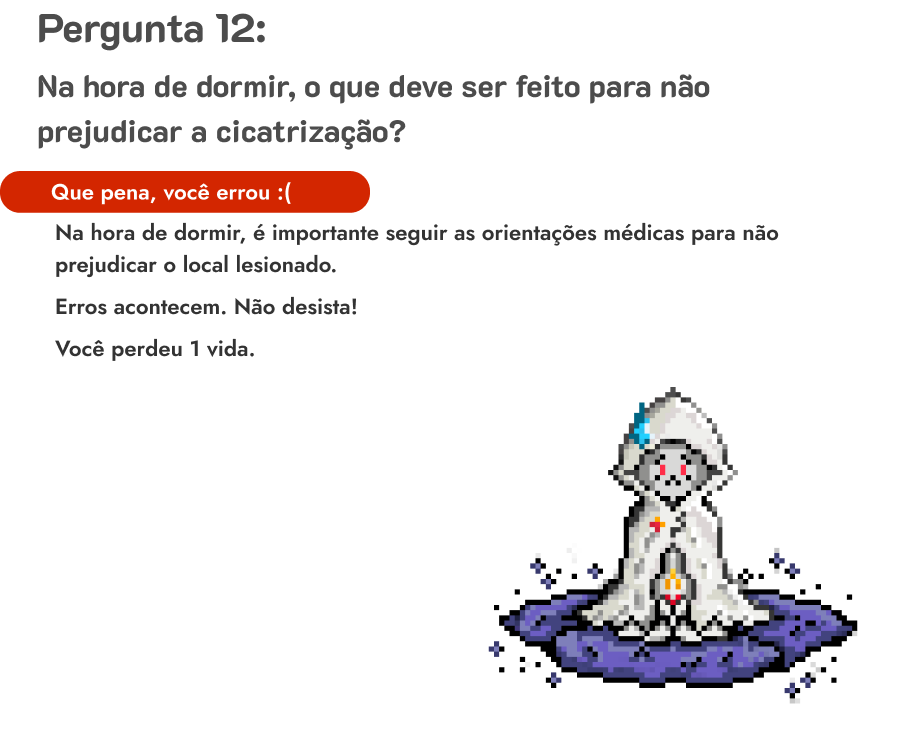 Pergunta 12:
Na hora de dormir, o que deve ser feito para não
prejudicar a cicatrização?
Que pena, você errou :(
Na hora de dormir, é importante seguir as orientações médicas para não
prejudicar o local lesionado.
Erros acontecem. Não desista!
Você perdeu 1 vida.